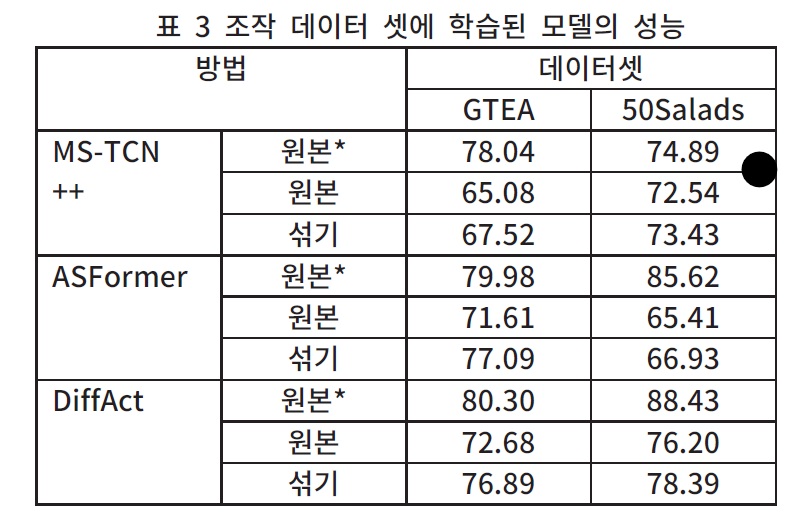 표 3 조작 데이터 셋에 학습된 모델의 성능
방법 데이터셋
GTEA 50Salads
MS-TCN 원본* 78.04 74.89
++ 원본 65.08 72.54
섞기 67.52 73.43
ASFormer 원본* 79.98 85.62
원본 71.61 65.41
섞기 77.09 66.93
DiffAct 원본* 80.30 88.43
원본 72.68 76.20
섞기 76.89 78.39